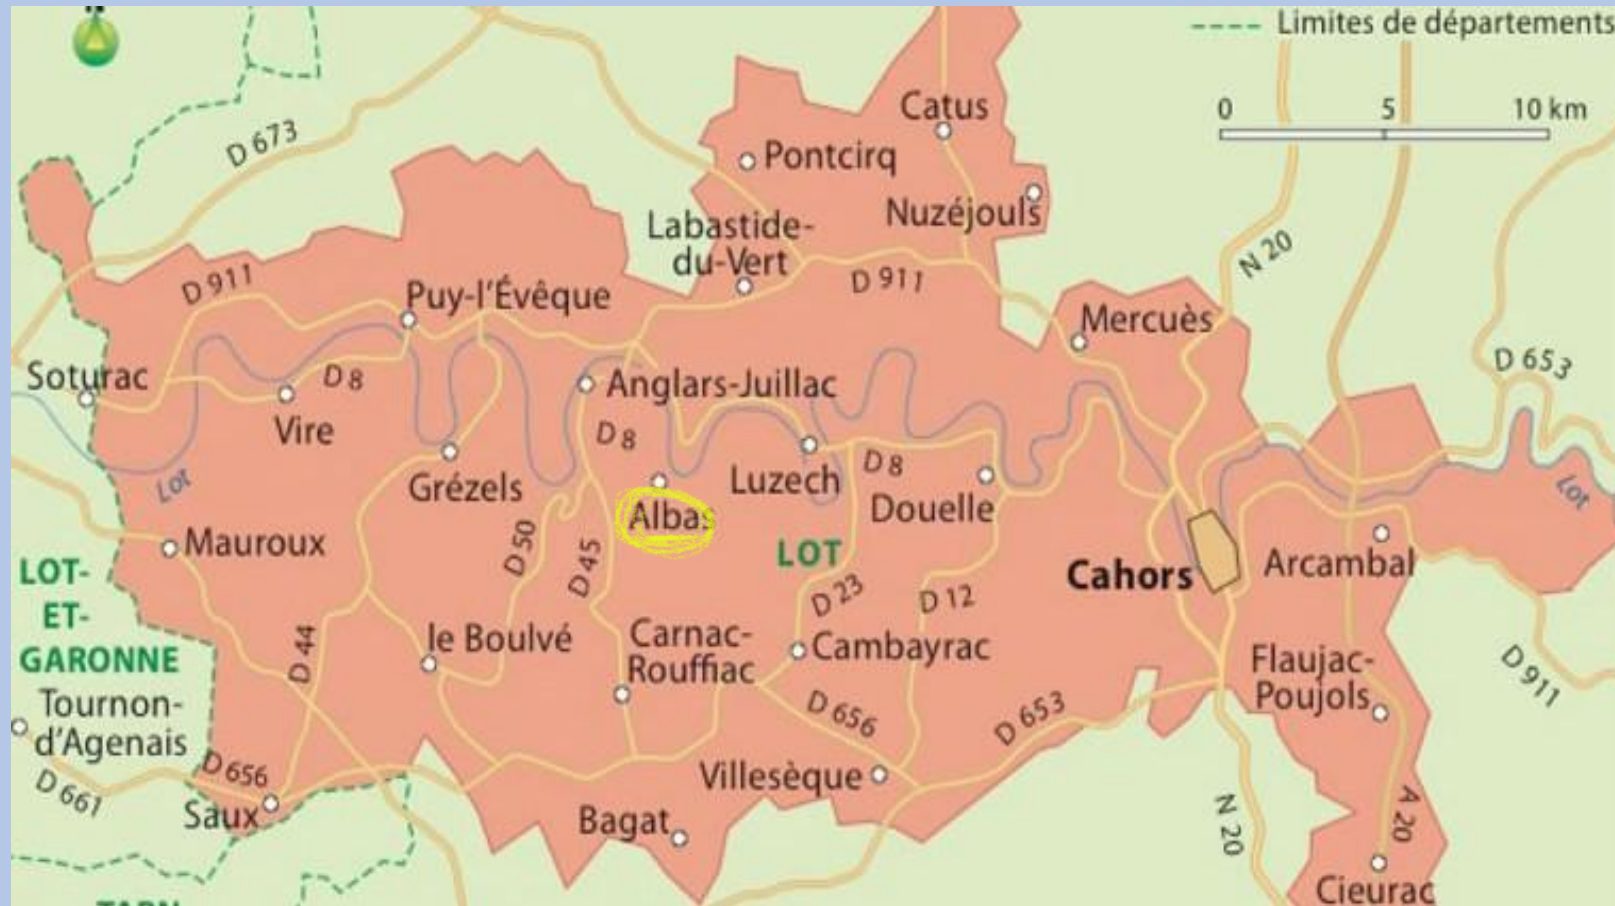 N
Limites de départements
0 5 10 km
Catus
D 673
Pontcirq
Nuzéjouls
Labastide-
du-Vert
N 20
D 911
D 911
Puy-l'Évêque
Mercuès
D 653
Soturac
D 8
Anglars-Juillac
Vire
D 8
Luzech
D 8
Lot
Grézels
Douelle
Lot
Albas
Mauroux
D 50
D 45
LOT
Cahors
Arcambal
LOT-
ET-
GARONNE
D 23
D 12
D 44
le Boulvé
Carnac-
Rouffiac
Cambayrac
Flaujac-
Poujols
D 911
Tournon-
d'Agenais
D 656
D 653
D 656
Villesèque
D 661
Saux
Bagat
N 20
A 20
Cieurac
TARN